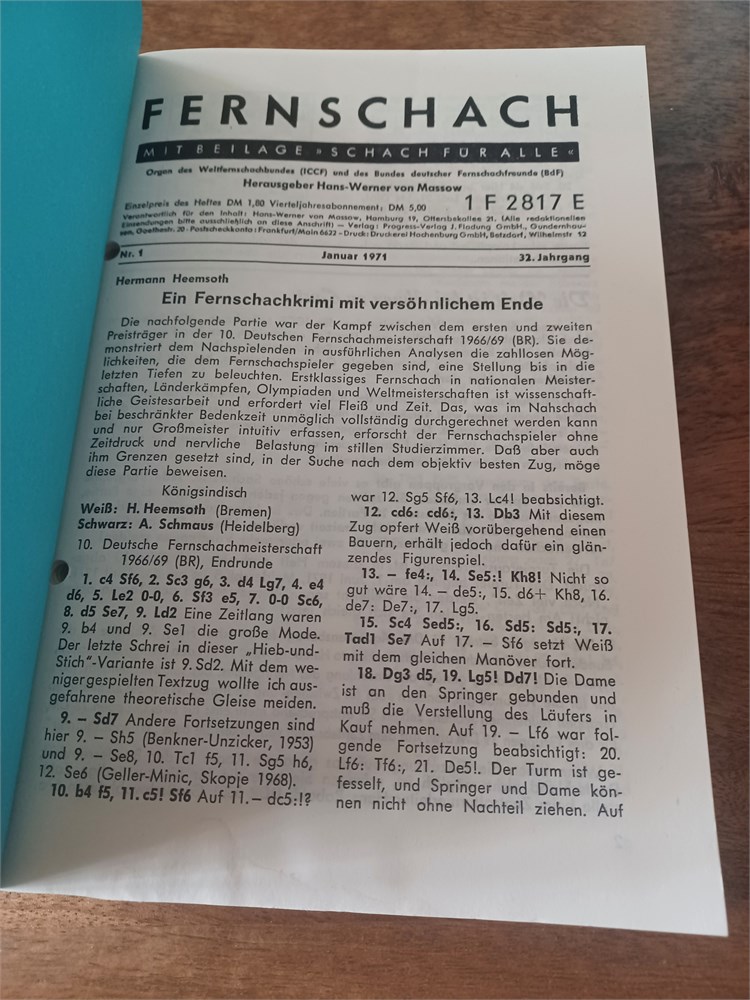 FERNSCHACH
MIT BEILAGE »SCHACH FÜR ALLE«
Organ des Weltfernschachbundes (ICCF) und des Bundes deutscher Fernschachfreunde (BdF)
Herausgeber Hans-Werner von Massow
Einzelpreis des Heftes DM 1,80 Vierteljahresabonnement: DM 5,00 1 F 2817 E
Verantwortlich für den Inhalt: Hans-Werner von Massow, Hamburg 19, Ottersbekallee 21. (Alle redaktionellen
Einsendungen bitte ausschließlich an diese Anschrift) — Verlag: Progress-Verlag J. Fladung GmbH., Gundernhau-
sen, Goethestr. 20 · Postscheckkonto: Frankfurt/Main 6622 – Druck: Druckerei Hachenburg GmbH, Betzdorf, Wilhelmstr 12
Nr. 1 Januar 1971 32. Jahrgang
Hermann Heemsoth
Ein Fernschachkrimi mit versöhnlichem Ende
Die nachfolgende Partie war der Kampf zwischen dem ersten und zweiten
Preisträger in der 10. Deutschen Fernschachmeisterschaft 1966/69 (BR). Sie de-
monstriert dem Nachspielenden in ausführlichen Analysen die zahllosen Mög-
lichkeiten, die dem Fernschachspieler gegeben sind, eine Stellung bis in die
letzten Tiefen zu beleuchten. Erstklassiges Fernschach in nationalen Meister-
schaften, Länderkämpfen, Olympiaden und Weltmeisterschaften ist wissenschaft-
liche Geistesarbeit und erfordert viel Fleiß und Zeit. Das, was im Nahschach
bei beschränkter Bedenkzeit unmöglich vollständig durchgerechnet werden kann
und nur Großmeister intuitiv erfassen, erforscht der Fernschachspieler ohne
Zeitdruck und nervliche Belastung im stillen Studierzimmer. Daß aber auch
ihm Grenzen gesetzt sind, in der Suche nach dem objektiv besten Zug, möge
diese Partie beweisen.
Königsindisch
Weiß: H. Heemsoth (Bremen)
Schwarz: A. Schmaus (Heidelberg)
10. Deutsche Fernschachmeisterschaft
1966/69 (BR), Endrunde
1. c4 Sf6, 2. Sc3 g6, 3. d4 Lg7, 4. e4
d6, 5. Le2 0-0, 6. Sf3 e5, 7. 0-0 Sc6,
8. d5 Se7, 9. Ld2 Eine Zeitlang waren
9. b4 und 9. Se1 die große Mode.
Der letzte Schrei in dieser „Hieb-und-
Stich“-Variante ist 9. Sd2. Mit dem we-
niger gespielten Textzug wollte ich aus-
gefahrene theoretische Gleise meiden.
9. – Sd7 Andere Fortsetzungen sind
hier 9. – Sh5 (Benkner-Unzicker, 1953)
und 9. – Se8, 10. Tc1 f5, 11. Sg5 h6,
12. Se6 (Geller-Minic, Skopje 1968).
10. b4 f5, 11. c5! Sf6 Auf 11. – dc5:!?
war 12. Sg5 Sf6, 13. Lc4! beabsichtigt.
12. cd6: cd6:, 13. Db3 Mit diesem
Zug opfert Weiß vorübergehend einen
Bauern, erhält jedoch dafür ein glän-
zendes Figurenspiel.
13. – fe4:, 14. Se5:! Kh8! Nicht so
gut wäre 14. – de5:, 15. d6+ Kh8, 16.
de7: De7:, 17. Lg5.
15. Sc4 Sed5:, 16. Sd5: Sd5:, 17.
Tad1 Se7 Auf 17. – Sf6 setzt Weiß
mit dem gleichen Manöver fort.
18. Dg3 d5, 19. Lg5! Dd7! Die Dame
ist an den Springer gebunden und
muß die Verstellung des Läufers in
Kauf nehmen. Auf 19. – Lf6 war fol-
gende Fortsetzung beabsichtigt: 20.
Lf6: Tf6:, 21. De5!. Der Turm ist ge-
fesselt, und Springer und Dame kön-
nen nicht ohne Nachteil ziehen. Auf